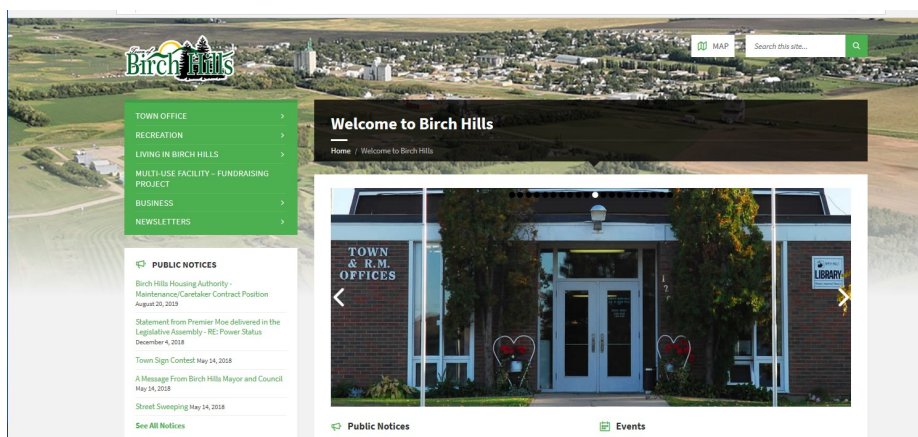 Town of
Birch Hills
MAP
Search this site...
TOWN OFFICE
RECREATION
LIVING IN BIRCH HILLS
MULTI-USE FACILITY – FUNDRAISING
PROJECT
BUSINESS
NEWSLETTERS
PUBLIC NOTICES
Birch Hills Housing Authority -
Maintenance/Caretaker Contract Position
August 20, 2019
Statement from Premier Moe delivered in the
Legislative Assembly - RE: Power Status
December 4, 2018
Town Sign Contest May 14, 2018
A Message From Birch Hills Mayor and Council
May 14, 2018
Street Sweeping May 14, 2018
See All Notices
Welcome to Birch Hills
Home / Welcome to Birch Hills
TOWN
& R.M.
OFFICES
LIBRARY
Public Notices
Events